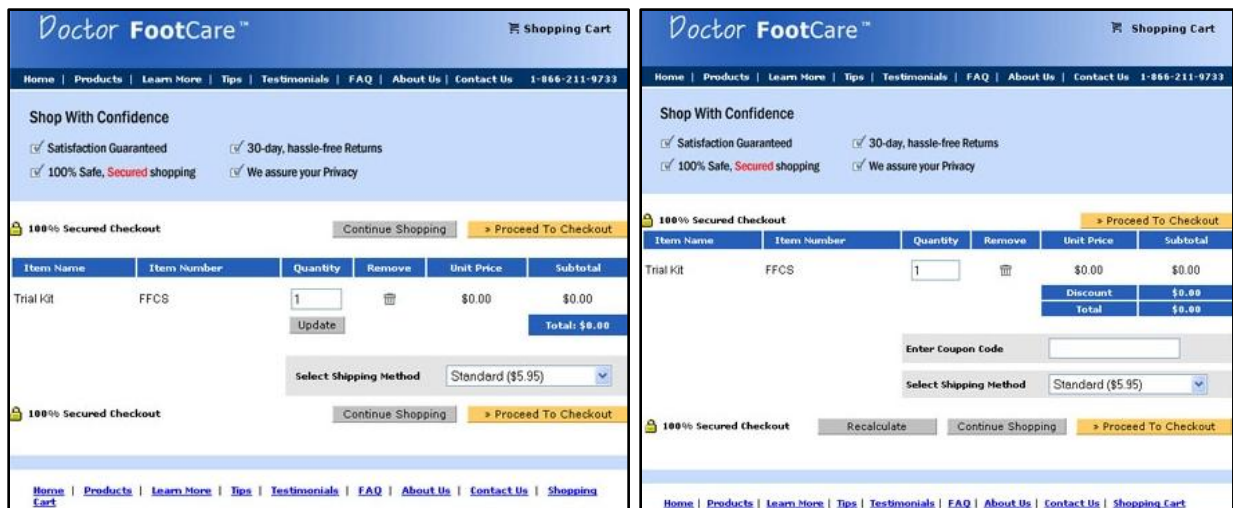 Doctor FootCare™
Shopping Cart
Home | Products | Learn More | Tips | Testimonials | FAQ | About Us | Contact Us 1-866-211-9733
Shop With Confidence
Satisfaction Guaranteed 30-day, hassle-free Returns
100% Safe, Secured shopping We assure your Privacy
100% Secured Checkout Continue Shopping » Proceed To Checkout
Item Name Item Number Quantity Remove Unit Price Subtotal
Trial Kit FFCS 1 $0.00 $0.00
Update Total: $0.00
Select Shipping Method Standard ($5.95)
100% Secured Checkout Continue Shopping » Proceed To Checkout
Home | Products | Learn More | Tips | Testimonials | FAQ | About Us | Contact Us | Shopping
Cart
Doctor FootCare™
Shopping Cart
Home | Products | Learn More | Tips | Testimonials | FAQ | About Us | Contact Us 1-866-211-9733
Shop With Confidence
Satisfaction Guaranteed 30-day, hassle-free Returns
100% Safe, Secured shopping We assure your Privacy
100% Secured Checkout » Proceed To Checkout
Item Name Item Number Quantity Remove Unit Price Subtotal
Trial Kit FFCS 1 $0.00 $0.00
Discount $0.00
Total $0.00
Enter Coupon Code
Select Shipping Method Standard ($5.95)
100% Secured Checkout Recalculate Continue Shopping » Proceed To Checkout
Home | Products | Learn More | Tips | Testimonials | FAQ | About Us | Contact Us | Shopping Cart